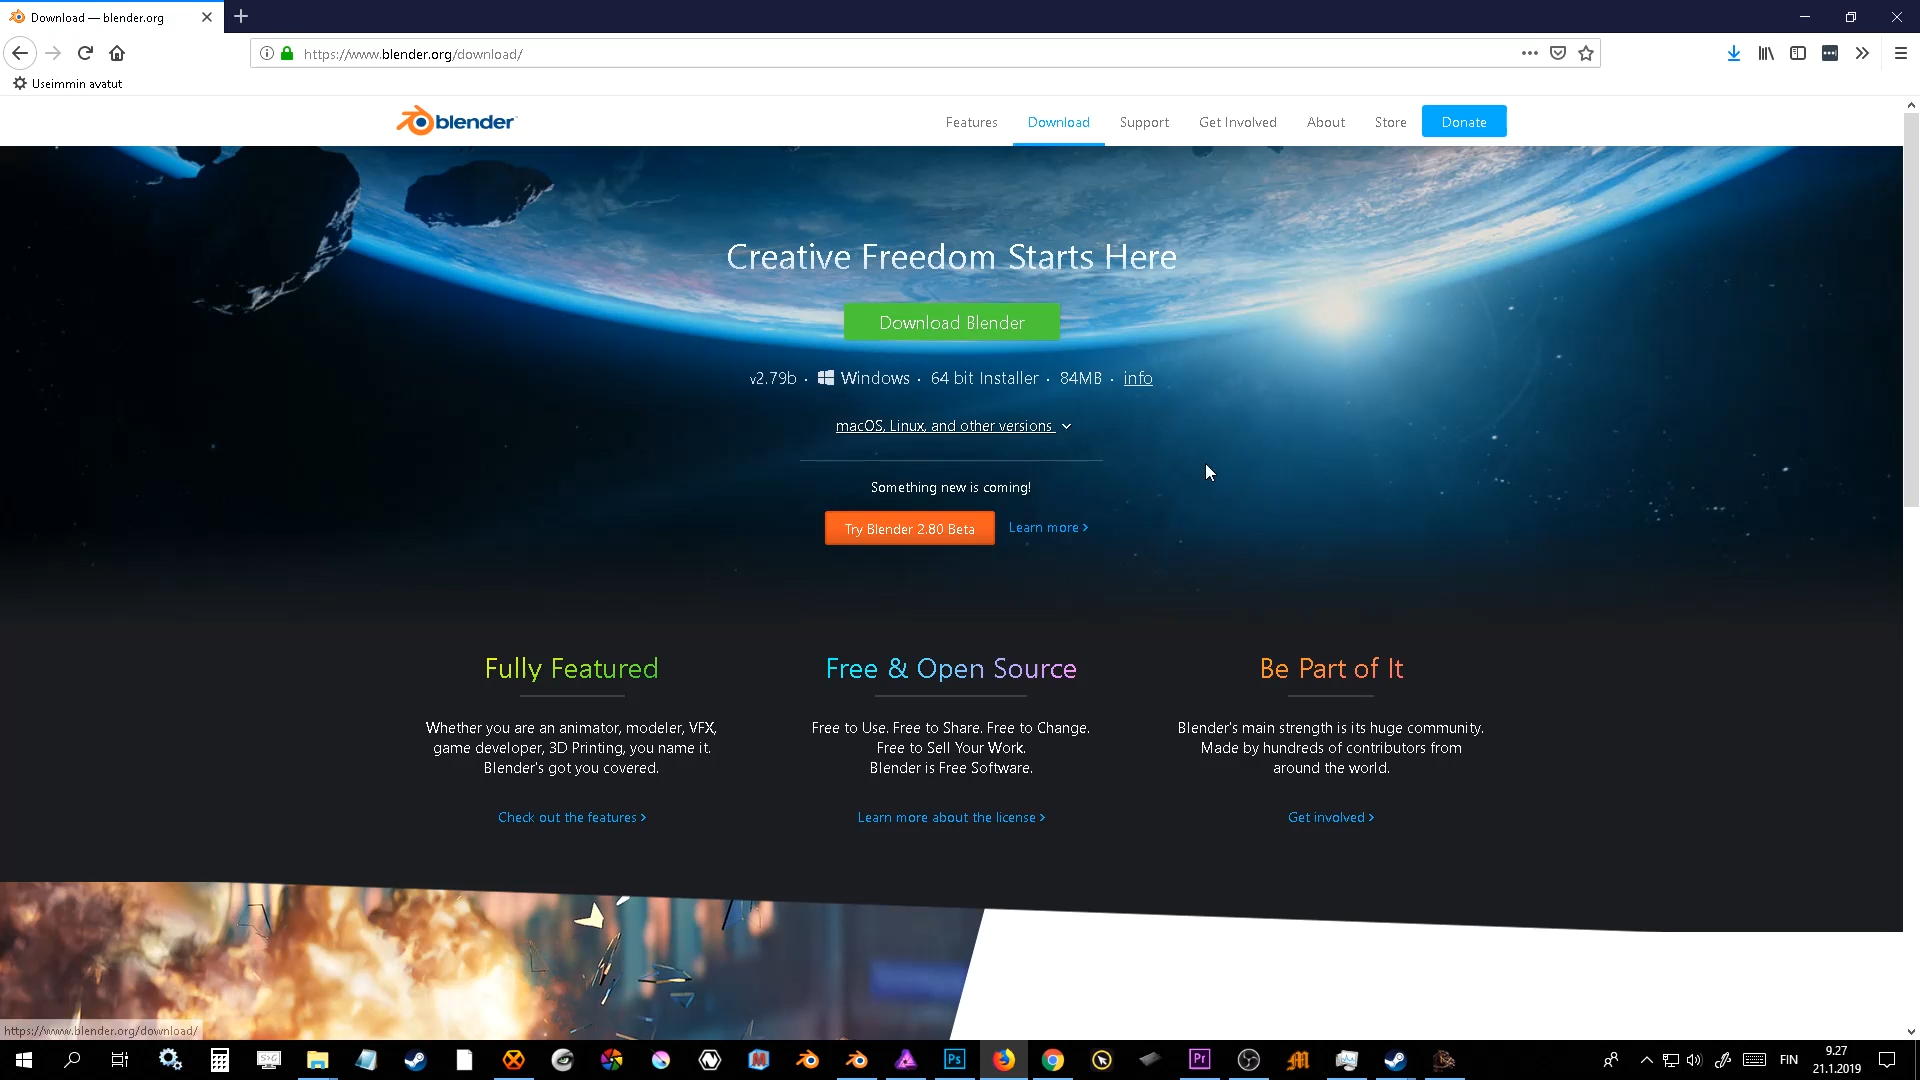 Download — blender.org
https://www.blender.org/download/
Useimmin avatut
blender
Features
Download
Support
Get Involved
About
Store
Donate
Creative Freedom Starts Here
Download Blender
v2.79b · Windows · 64 bit Installer · 84MB · info
macOS, Linux, and other versions
Something new is coming!
Try Blender 2.80 Beta
Learn more ›
Fully Featured
Whether you are an animator, modeler, VFX,
game developer, 3D Printing, you name it.
Blender's got you covered.
Check out the features ›
Free & Open Source
Free to Use. Free to Share. Free to Change.
Free to Sell Your Work.
Blender is Free Software.
Learn more about the license ›
Be Part of It
Blender's main strength is its huge community.
Made by hundreds of contributors from
around the world.
Get involved ›
https://www.blender.org/download/
Ps
Pr
FIN
9.27
21.1.2019